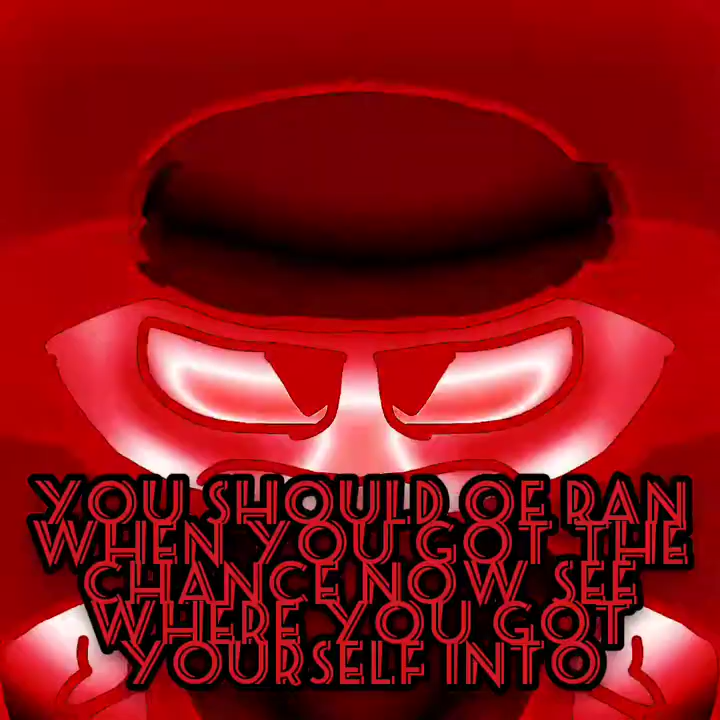 YOU SHOULD OF RAN
WHEN YOU GOT THE
CHANCE NOW SEE
WHERE YOU GOT
YOURSELF INTO